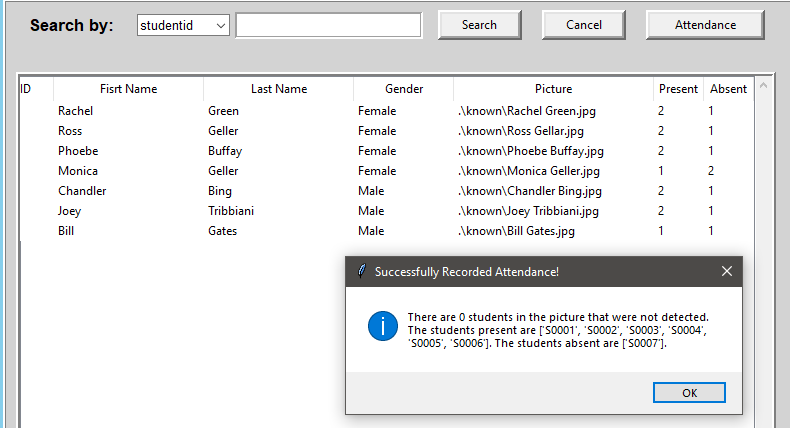 Search by: studentid Search Cancel Attendance
ID Fisrt Name Last Name Gender Picture Present Absent
Rachel Green Female .\known\Rachel Green.jpg 2 1
Ross Geller Female .\known\Ross Gellar.jpg 2 1
Phoebe Buffay Female .\known\Phoebe Buffay.jpg 2 1
Monica Geller Female .\known\Monica Geller.jpg 1 2
Chandler Bing Male .\known\Chandler Bing.jpg 2 1
Joey Tribbiani Male .\known\Joey Tribbiani.jpg 2 1
Bill Gates Male .\known\Bill Gates.jpg 1 1
Successfully Recorded Attendance!
There are 0 students in the picture that were not detected.
The students present are ['S0001', 'S0002', 'S0003', 'S0004',
'S0005', 'S0006']. The students absent are ['S0007'].
OK